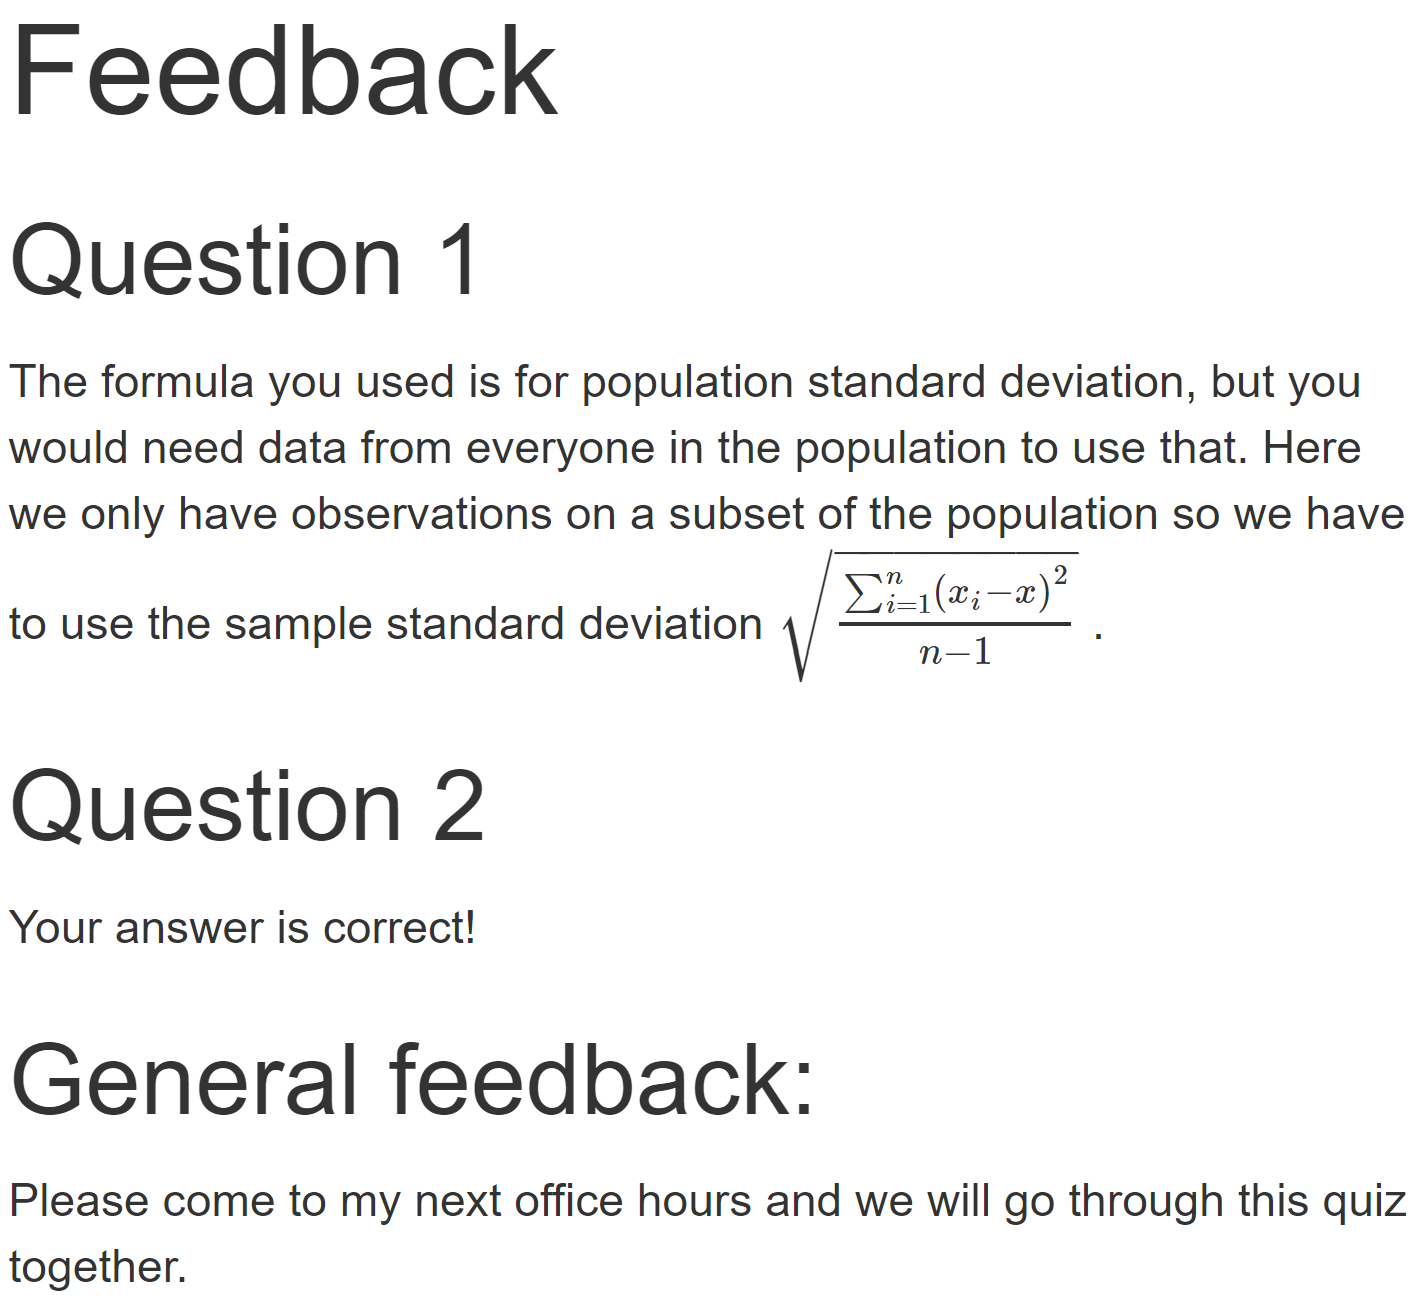 Feedback
Question 1
The formula you used is for population standard deviation, but you
would need data from everyone in the population to use that. Here
we only have observations on a subset of the population so we have
to use the sample standard deviation $\sqrt{\frac{\sum_{i=1}^{n}(x_i-x)^2}{n-1}}$ .
Question 2
Your answer is correct!
General feedback:
Please come to my next office hours and we will go through this quiz
together.